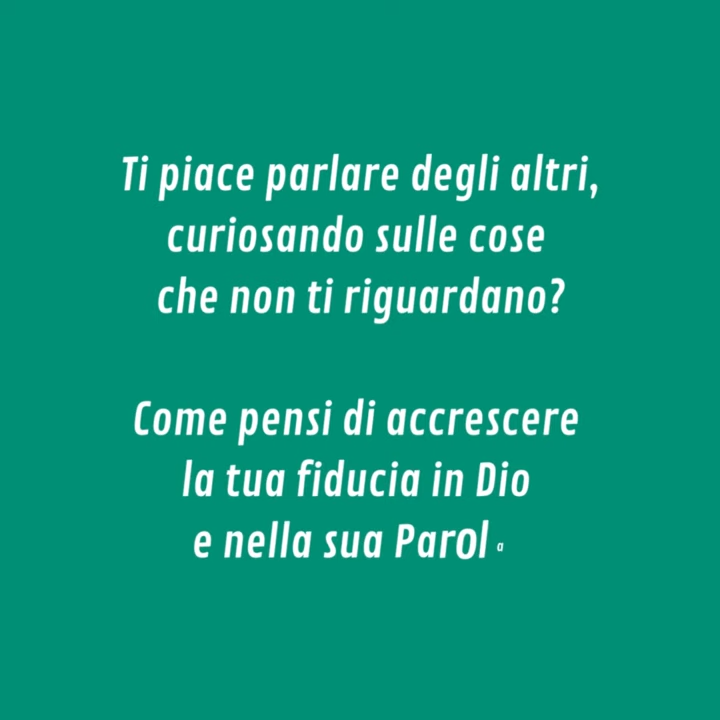 Ti piace parlare degli altri,
curiosando sulle cose
che non ti riguardano?
Come pensi di accrescere
la tua fiducia in Dio
e nella sua Parola